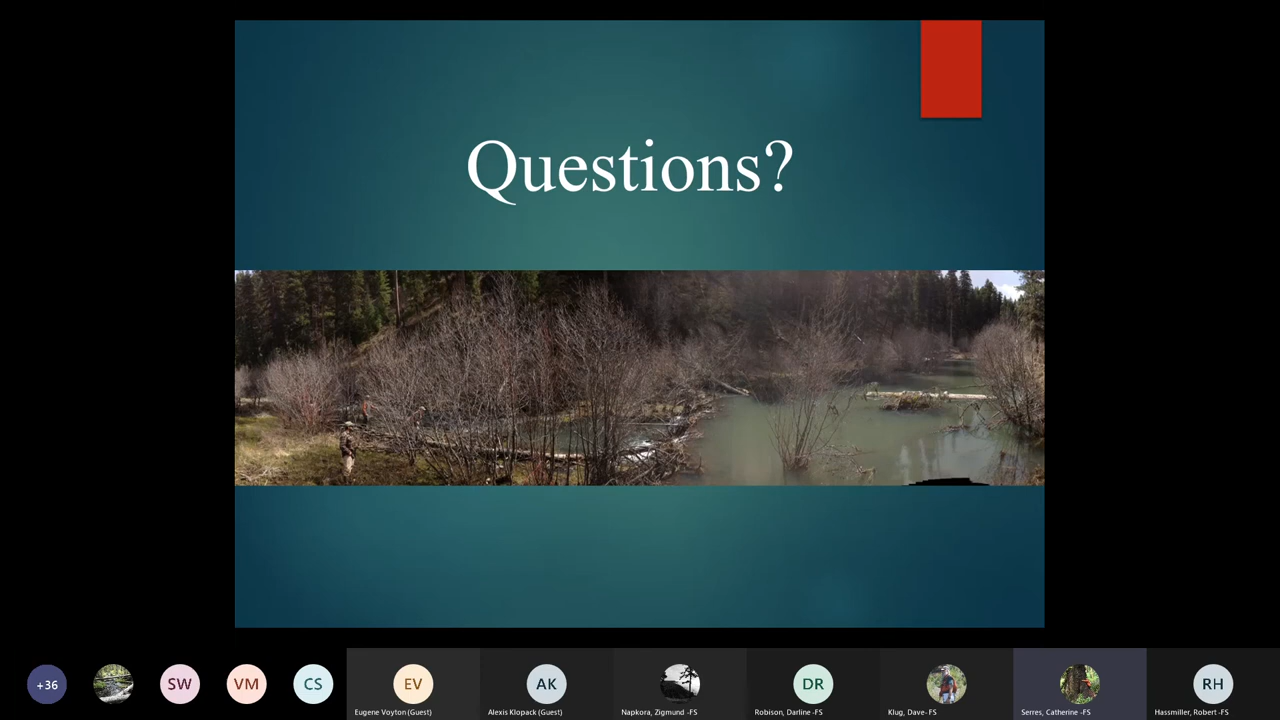 Questions?
+36
SW
VM
CS
EV
AK
DR
RH
Eugene Voyton (Guest)
Alexis Klopack (Guest)
Napkora, Zigmund -FS
Robison, Darline -FS
Klug, Dave- FS
Serres, Catherine -FS
Hassmiller, Robert -FS